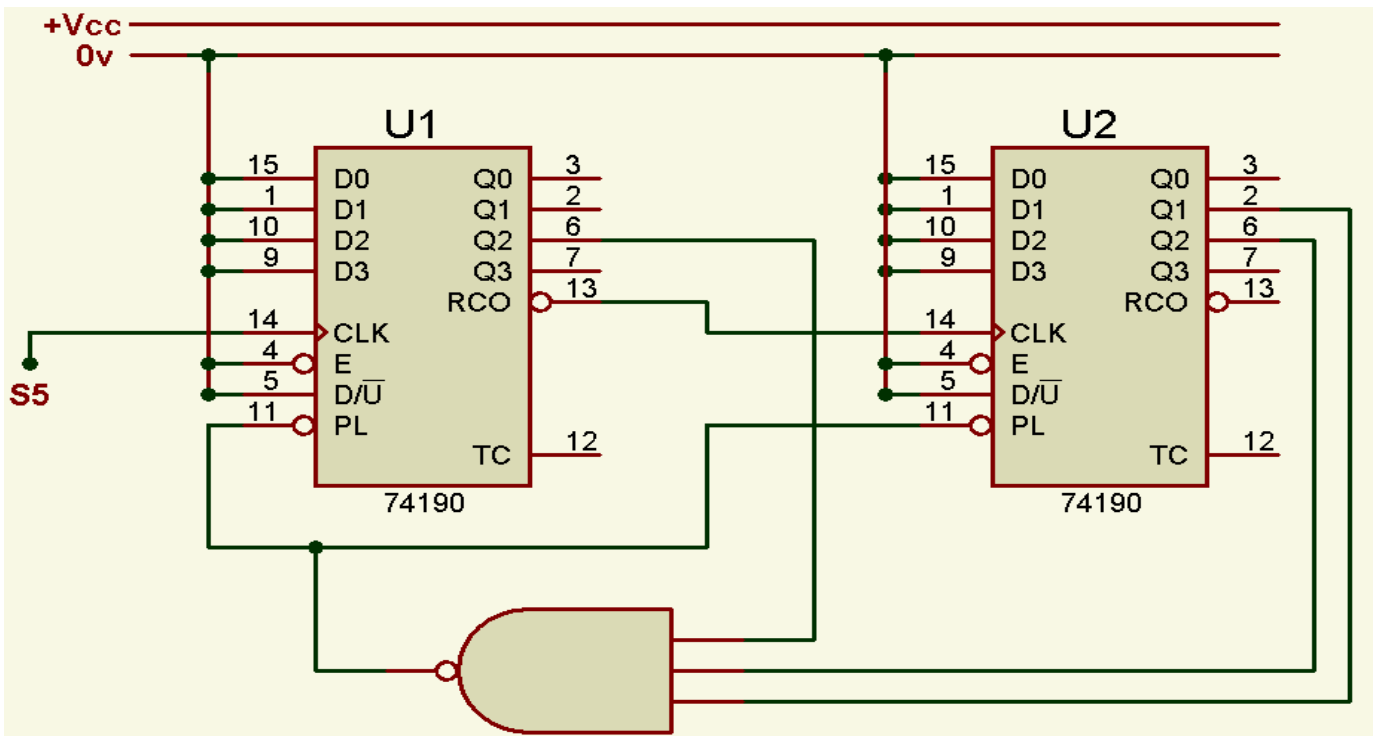 +Vcc
0v
U1
U2
15 D0 Q0 3
1 D1 Q1 2
10 D2 Q2 6
9 D3 Q3 7
RCO 13
14 CLK
4 E
5 D/U̅
11 PL
TC 12
74190
15 D0 Q0 3
1 D1 Q1 2
10 D2 Q2 6
9 D3 Q3 7
RCO 13
14 CLK
4 E
5 D/U̅
11 PL
TC 12
74190
S5